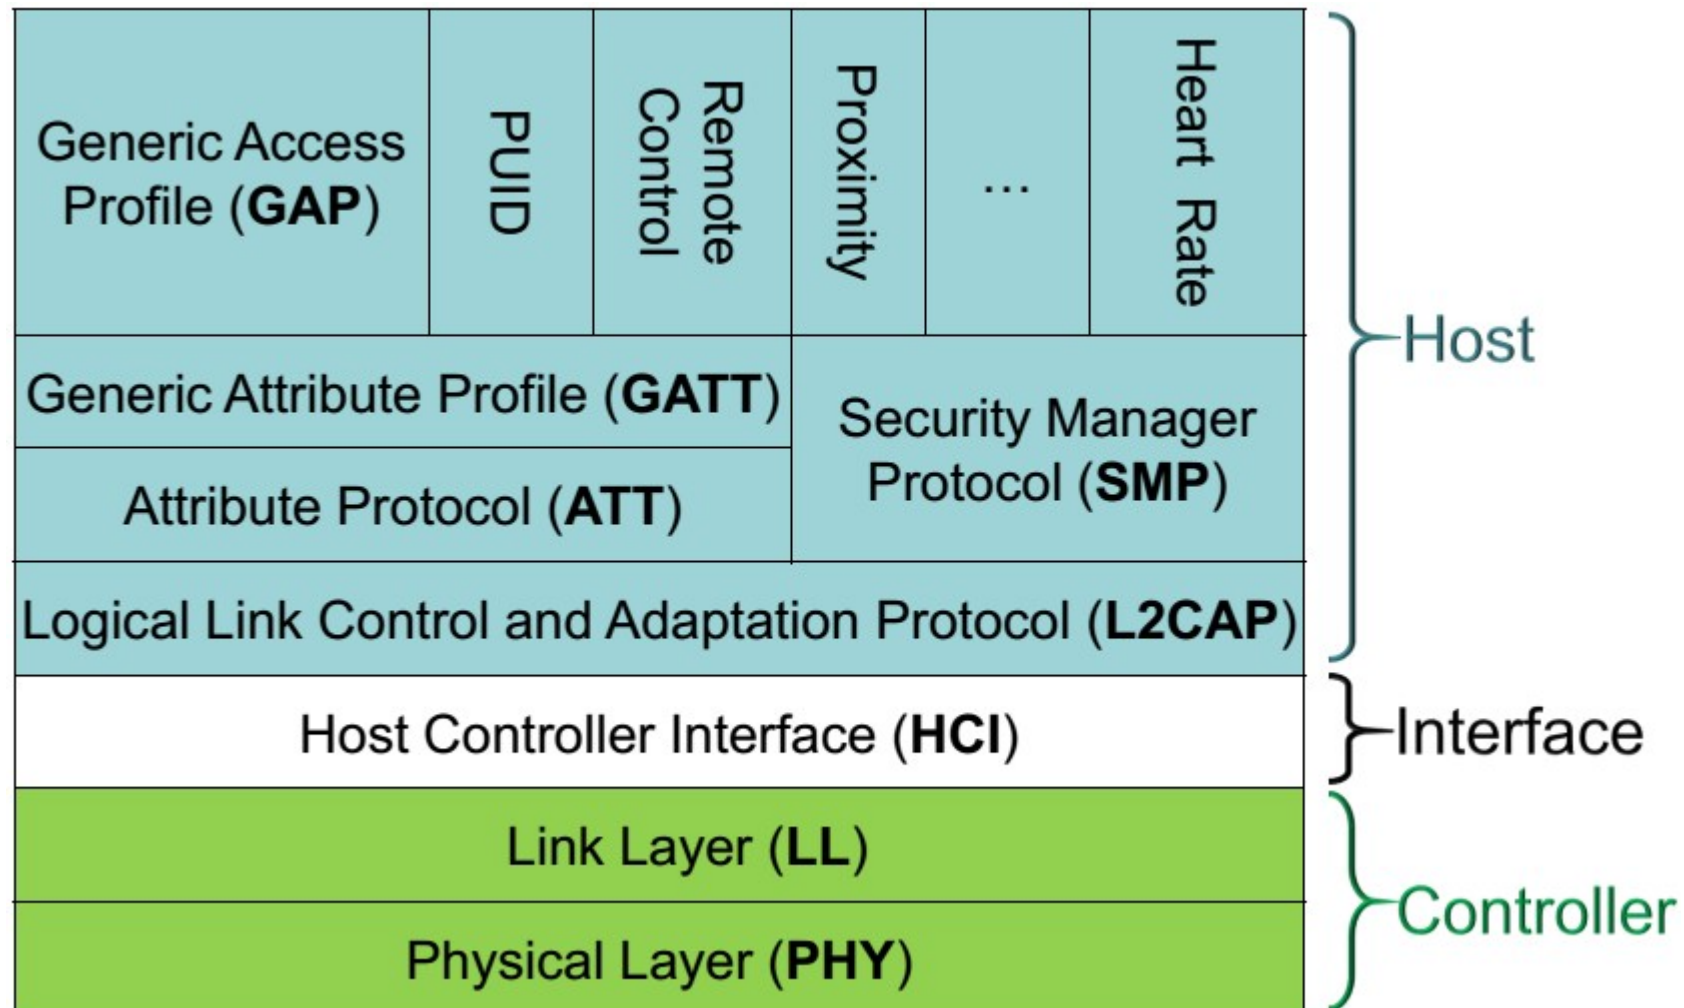 Generic Access
Profile (GAP)
PUID
Remote
Control
Proximity
...
Heart Rate
Host
Generic Attribute Profile (GATT)
Security Manager
Protocol (SMP)
Attribute Protocol (ATT)
Logical Link Control and Adaptation Protocol (L2CAP)
Host Controller Interface (HCI)
Interface
Link Layer (LL)
Controller
Physical Layer (PHY)